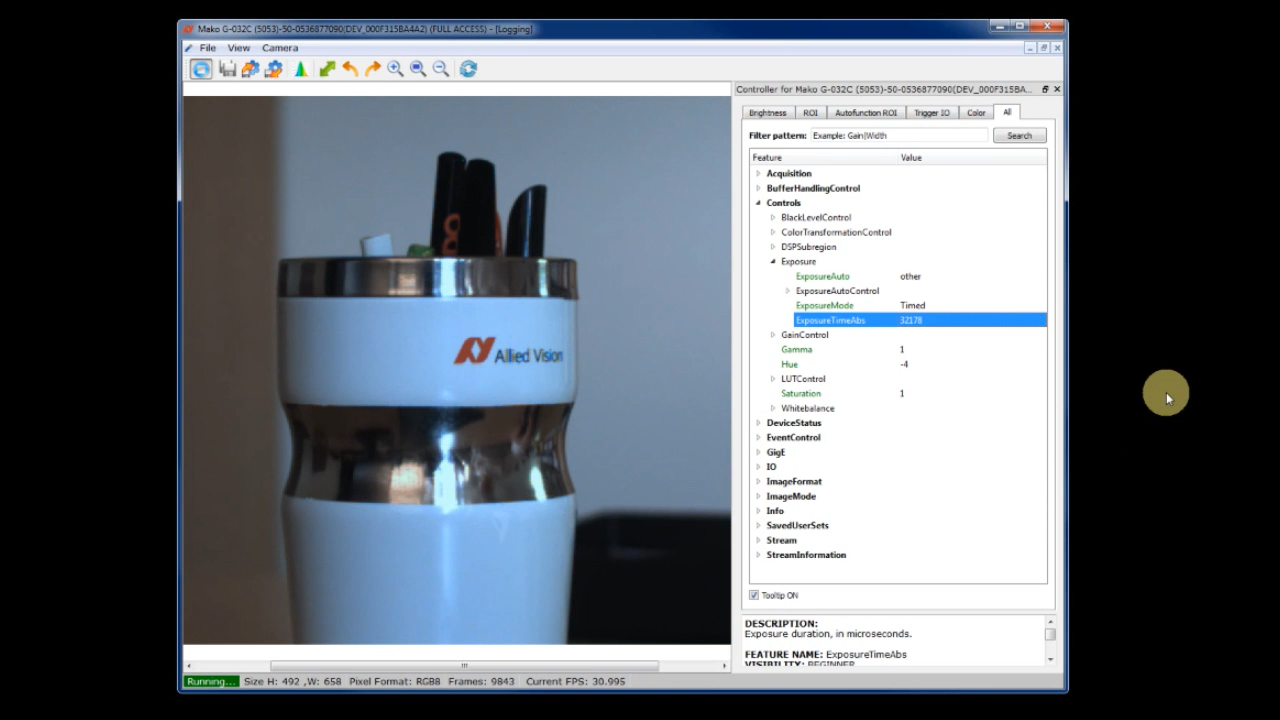 Mako G-032C (5053)-50-0536877090(DEV_000F315BA4A2) (FULL ACCESS) - [Logging]
File View Camera
Controller for Mako G-032C (5053)-50-0536877090(DEV_000F315BA...
Brightness ROI Autofunction ROI Trigger IO Color All
Filter pattern: Example: Gain|Width Search
Feature Value
Acquisition
BufferHandlingControl
Controls
BlackLevelControl
ColorTransformationControl
DSPSubregion
Exposure
ExposureAuto other
ExposureAutoControl
ExposureMode Timed
ExposureTimeAbs 32178
GainControl
Gamma 1
Hue -4
LUTControl
Saturation 1
Whitebalance
DeviceStatus
EventControl
GigE
IO
ImageFormat
ImageMode
Info
SavedUserSets
Stream
StreamInformation
Tooltip ON
DESCRIPTION:
Exposure duration, in microseconds.
FEATURE NAME: ExposureTimeAbs
VISIBILITY: BEGINNER
Allied Vision
8
Running... Size H: 492 ,W: 658 Pixel Format: RGB8 Frames: 9843 Current FPS: 30.995